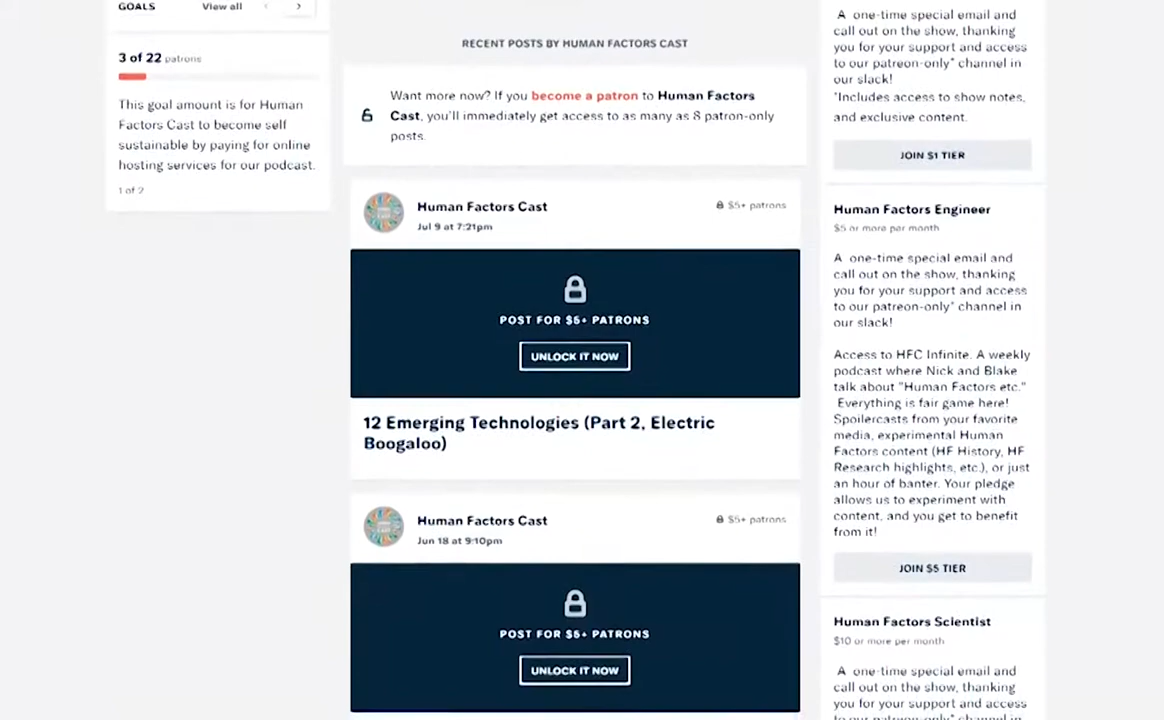 GOALS
View all
3 of 22 patrons
This goal amount is for Human
Factors Cast to become self
sustainable by paying for online
hosting services for our podcast.
1 of 2
RECENT POSTS BY HUMAN FACTORS CAST
Want more now? If you become a patron to Human Factors
Cast, you'll immediately get access to as many as 8 patron-only
posts.
Human Factors Cast
$5+ patrons
Jul 9 at 7:21pm
POST FOR $5+ PATRONS
UNLOCK IT NOW
12 Emerging Technologies (Part 2, Electric
Boogaloo)
Human Factors Cast
$5+ patrons
Jun 18 at 9:10pm
POST FOR $5+ PATRONS
UNLOCK IT NOW
A one-time special email and
call out on the show, thanking
you for your support and access
to our patreon-only* channel in
our slack!
*Includes access to show notes,
and exclusive content.
JOIN $1 TIER
Human Factors Engineer
$5 or more per month
A one-time special email and
call out on the show, thanking
you for your support and access
to our patreon-only* channel in
our slack!
Access to HFC Infinite. A weekly
podcast where Nick and Blake
talk about "Human Factors etc."
Everything is fair game here!
Spoilercasts from your favorite
media, experimental Human
Factors content (HF History, HF
Research highlights, etc.), or just
an hour of banter. Your pledge
allows us to experiment with
content, and you get to benefit
from it!
JOIN $5 TIER
Human Factors Scientist
$10 or more per month
A one-time special email and
call out on the show, thanking
you for your support and access
to our patreon-only* channel in